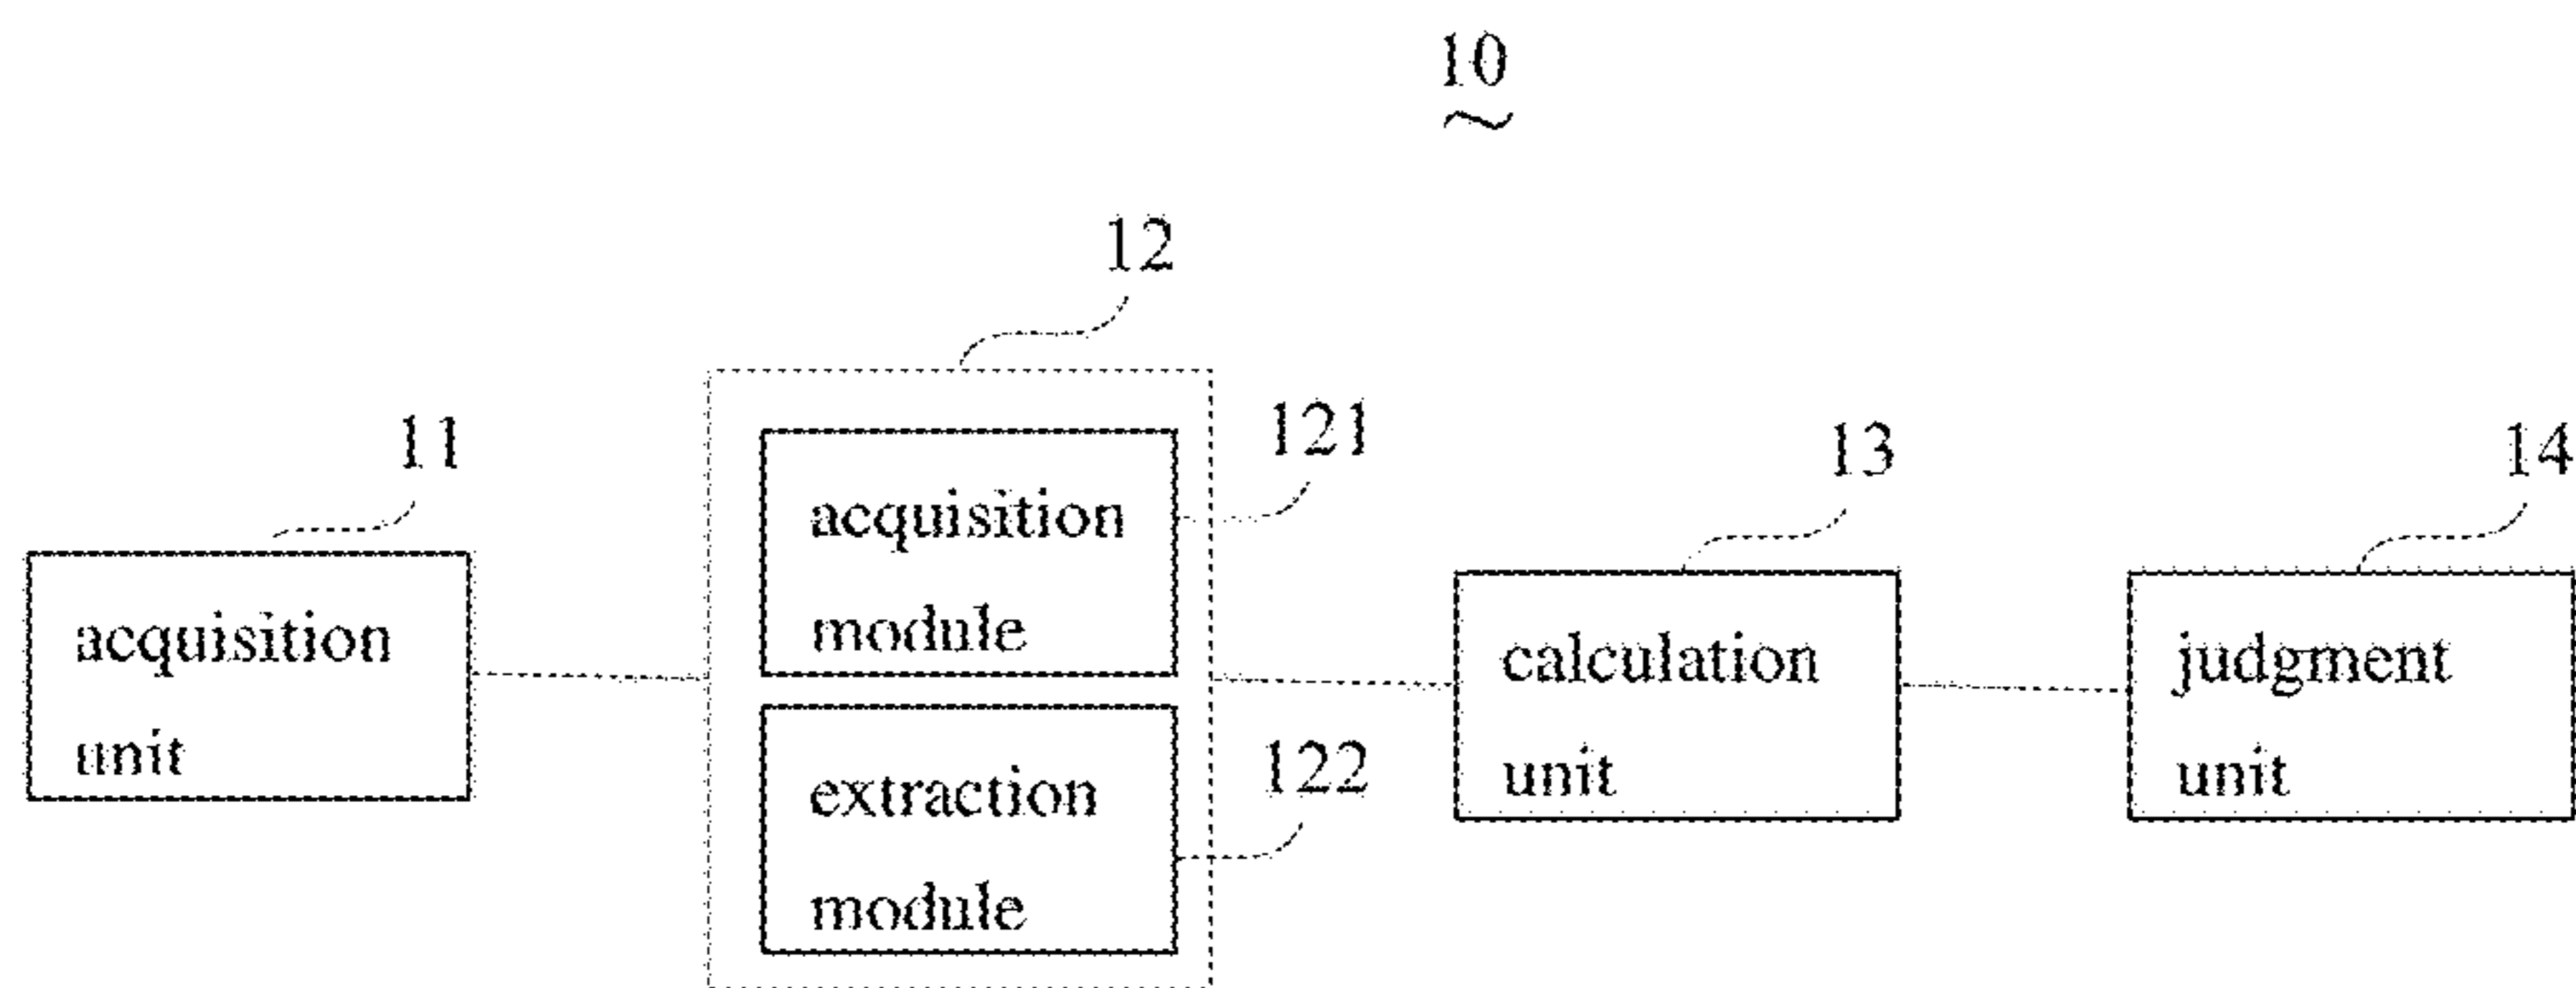 10
12
11
121
13
14
acquisition
module
acquisition
unit
calculation
unit
judgment
unit
122
extraction
module